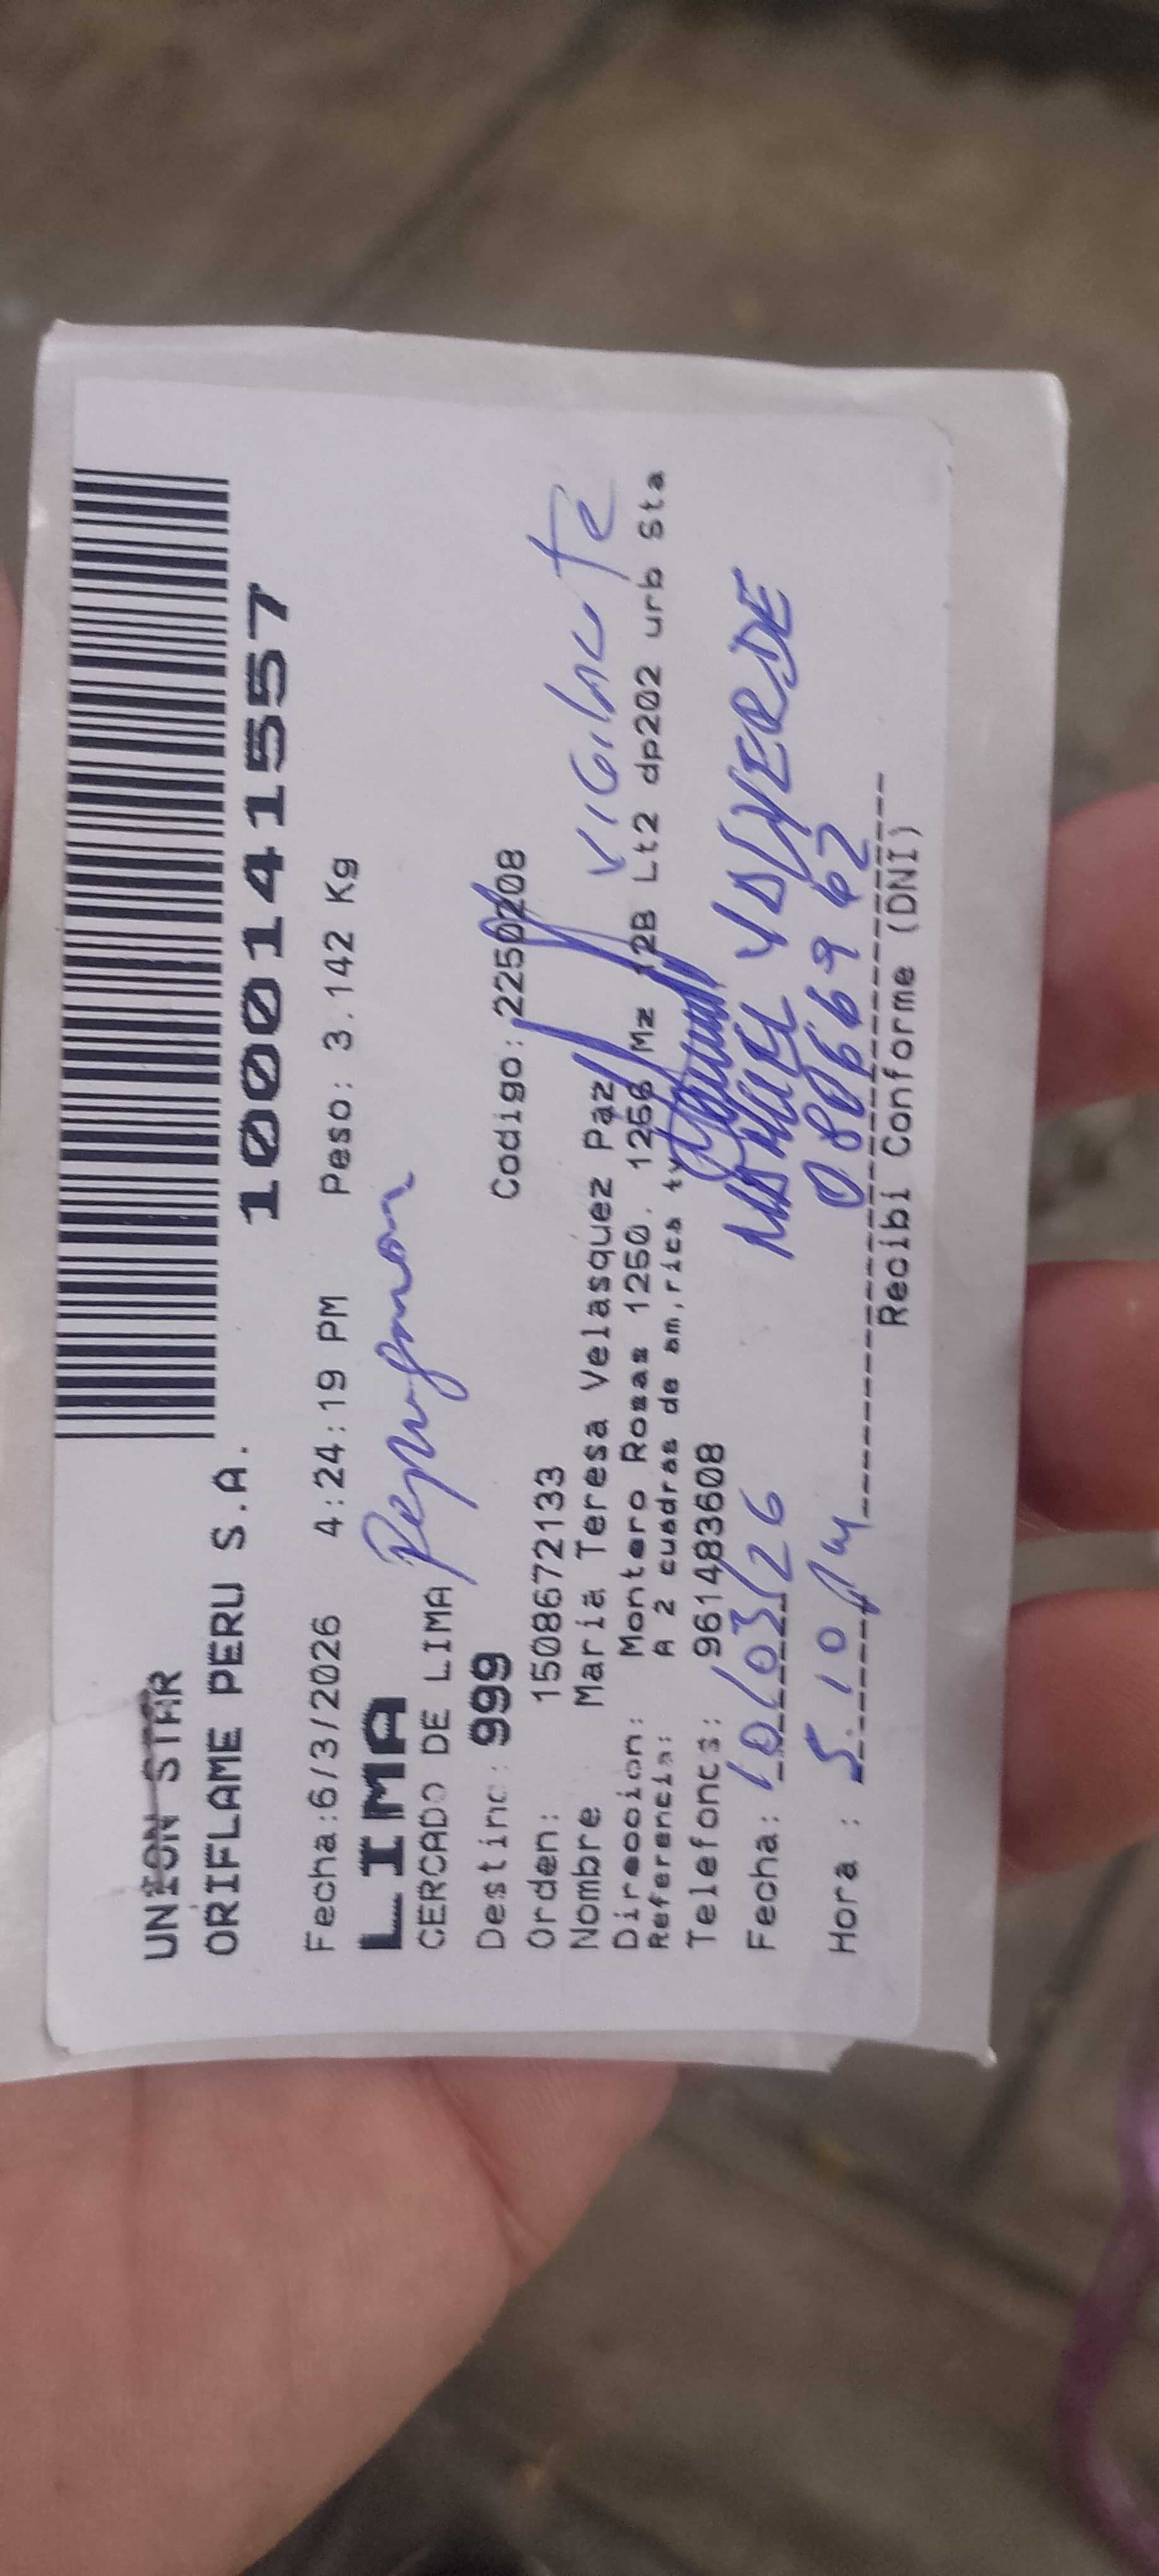 UNION STAR
ORIFLAME PERU S.A.
1000141557
Fecha:6/3/2026 4:24:19 PM Peso: 3.142 Kg
LIMA
CERCADO DE LIMA
Destino: 999 Codigo: 2250208
Orden: 1508672133
VIGILANTE
Nombre Maria Teresa Velasquez Paz
Direccion: Montero Rosas 1250. 1256 Mz 12B Lt2 dp202 urb Sta
Referencia: A 2 cuadras de am,rica tv
Telefonos: 961483608
MANUEL VALVERDE
Fecha: 10/03/26
08066962
Hora : 5.10 PM
Recibi Conforme (DNI)